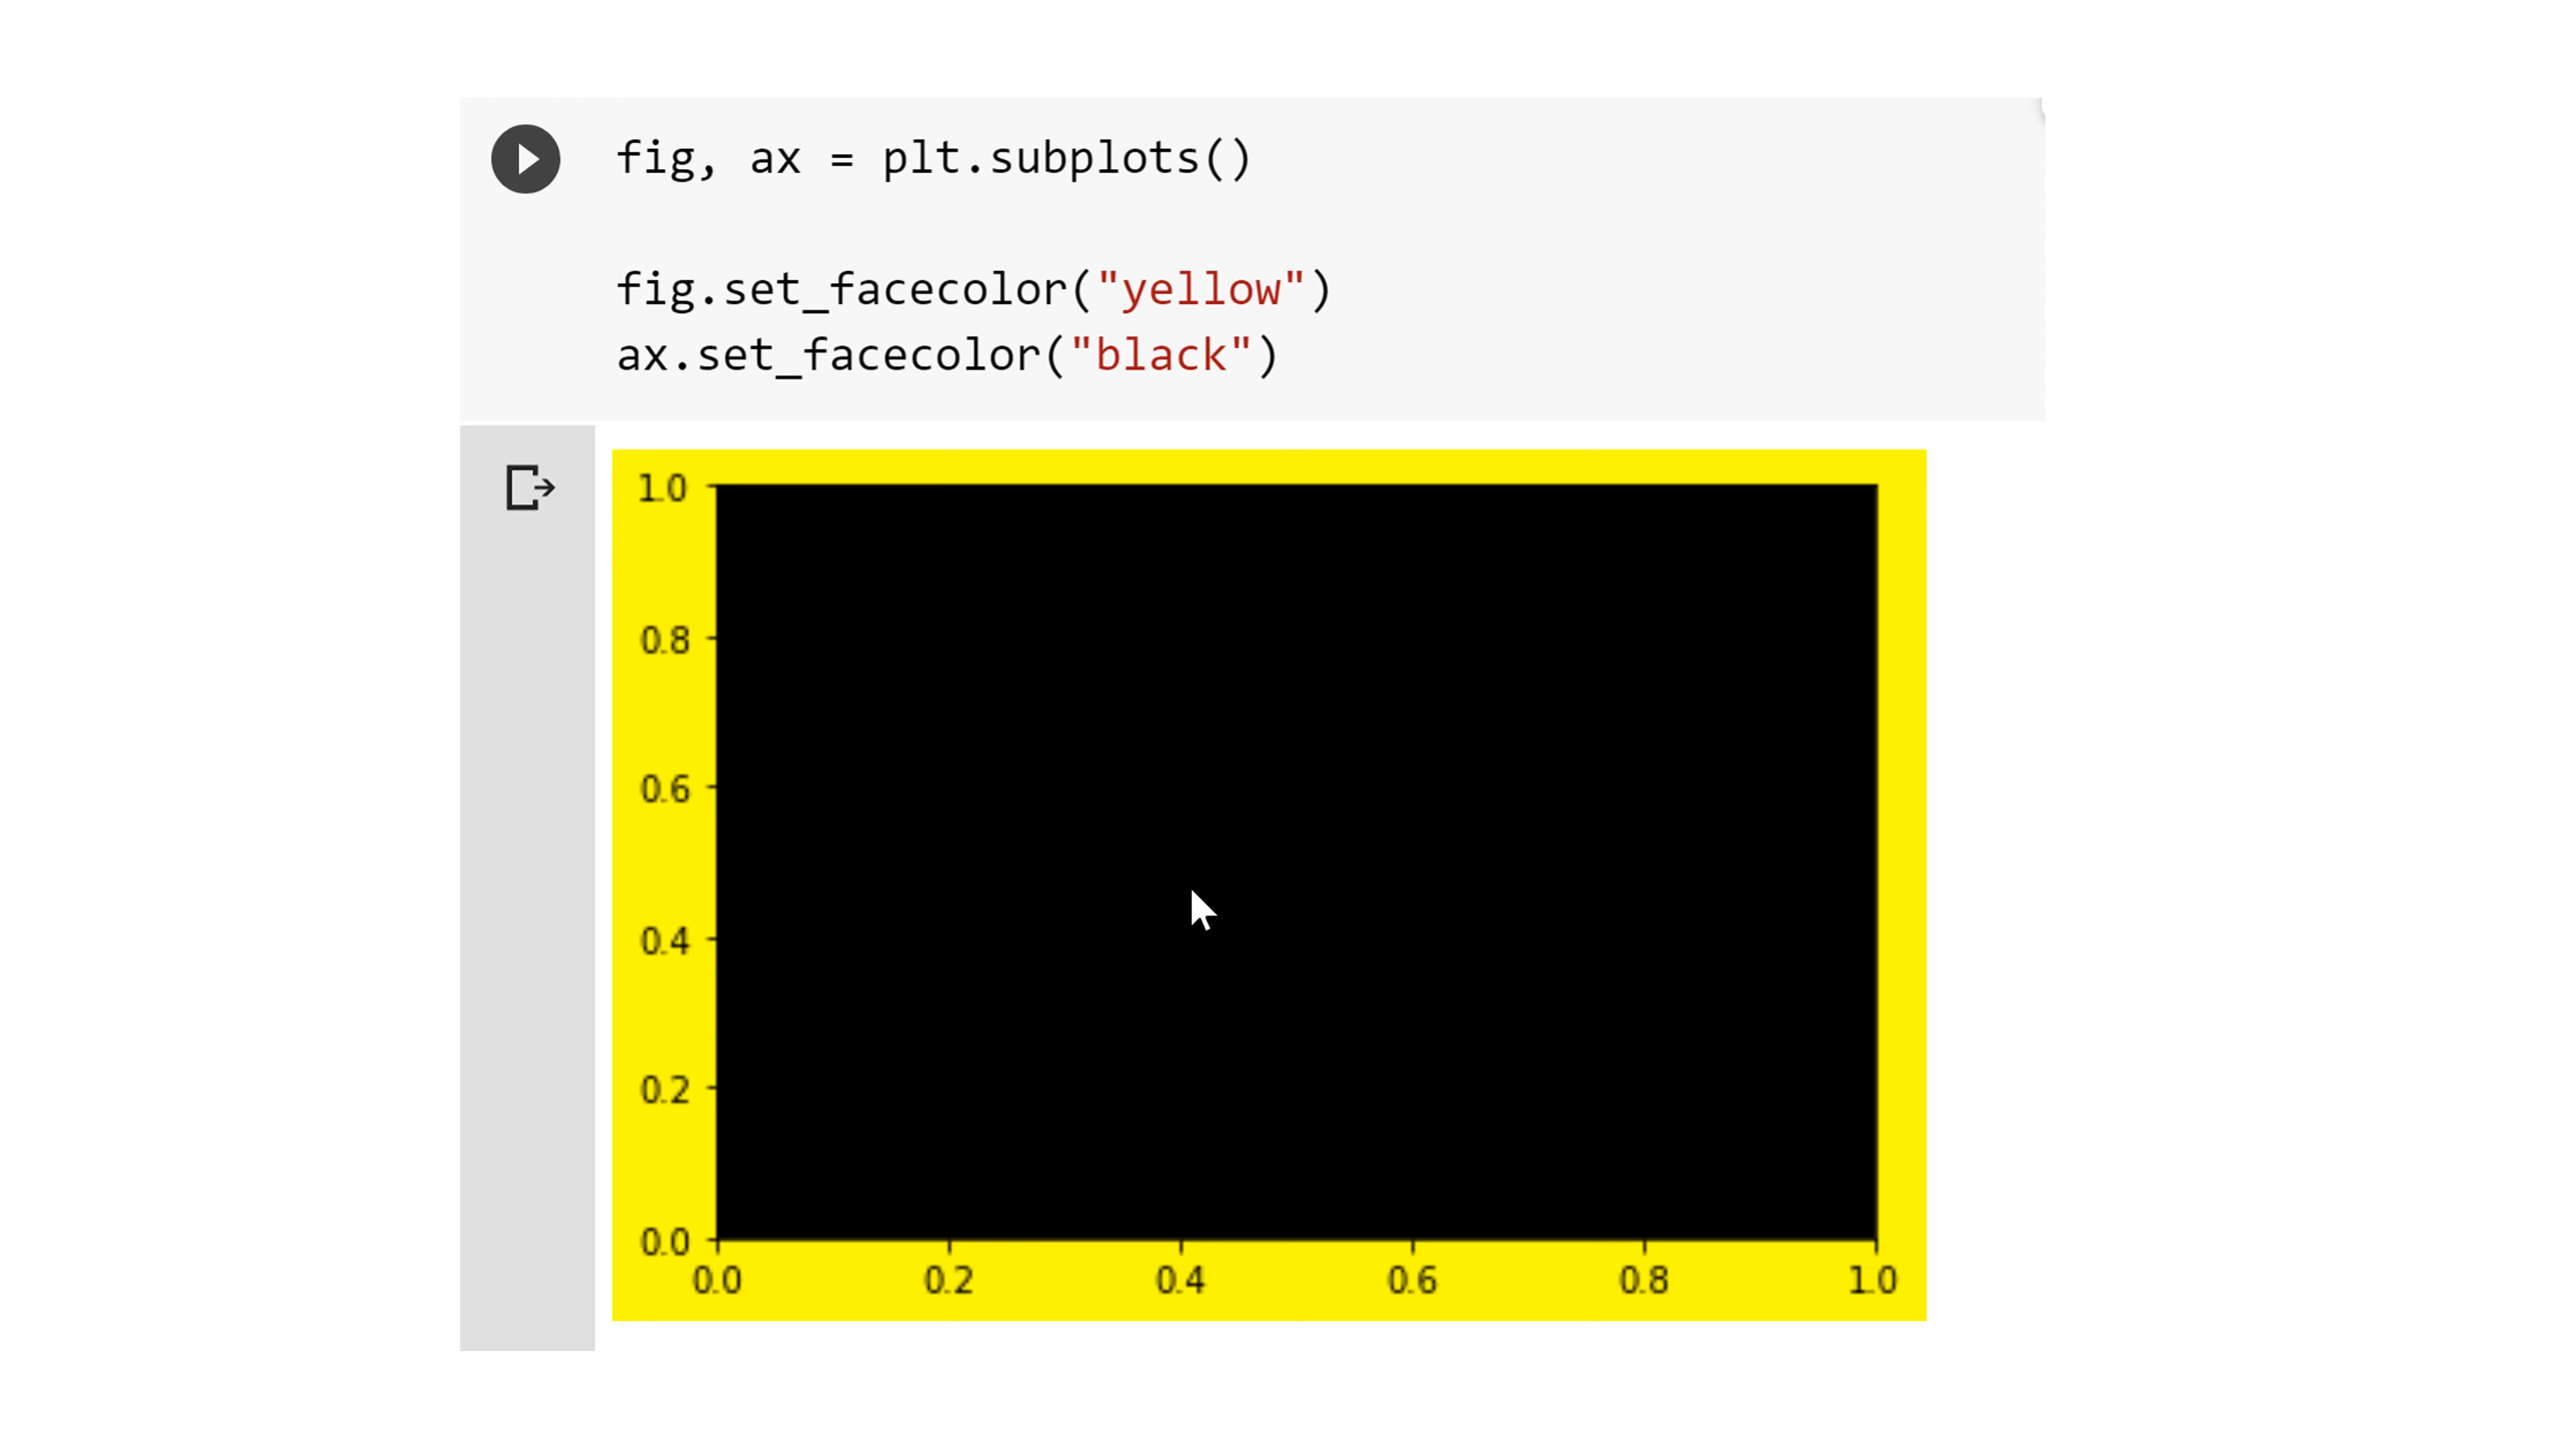 fig, ax = plt.subplots()
fig.set_facecolor("yellow")
ax.set_facecolor("black")
1.0
0.8
0.6
0.4
0.2
0.0
0.0 0.2 0.4 0.6 0.8 1.0